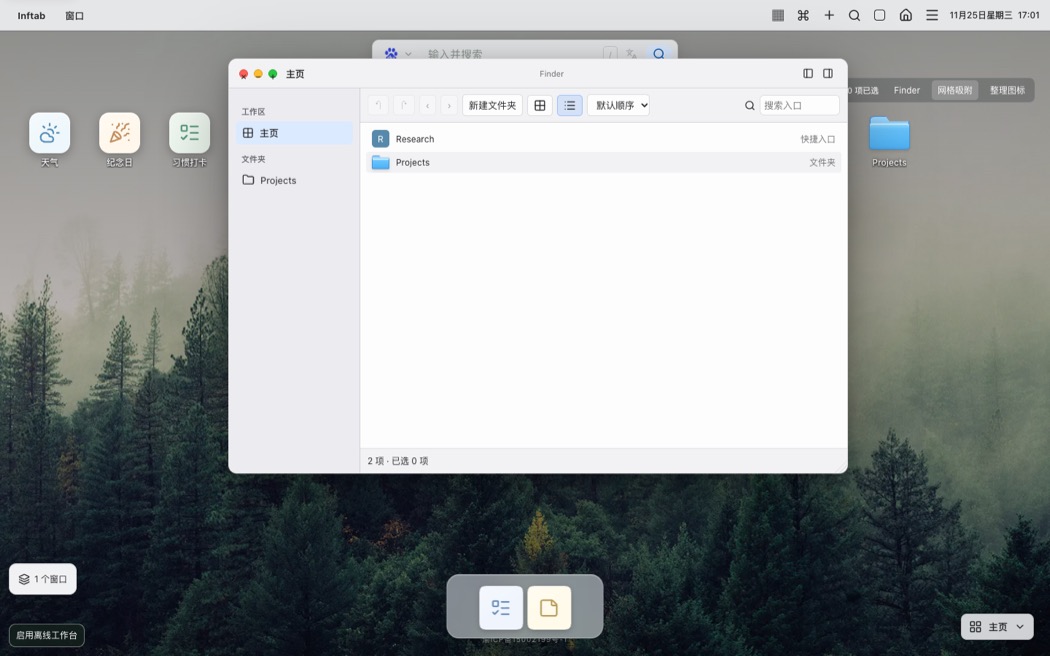 Inftab 窗口 11月25日星期三 17:01
输入并搜索 /
主页 Finder
0 项已选 Finder 网格吸附 整理图标
新建文件夹 默认顺序 搜索入口
工作区
主页
文件夹
Projects
R Research 快捷入口
Projects 文件夹
2 项 · 已选 0 项
天气 纪念日 习惯打卡
Projects
1 个窗口
启用离线工作台
主页